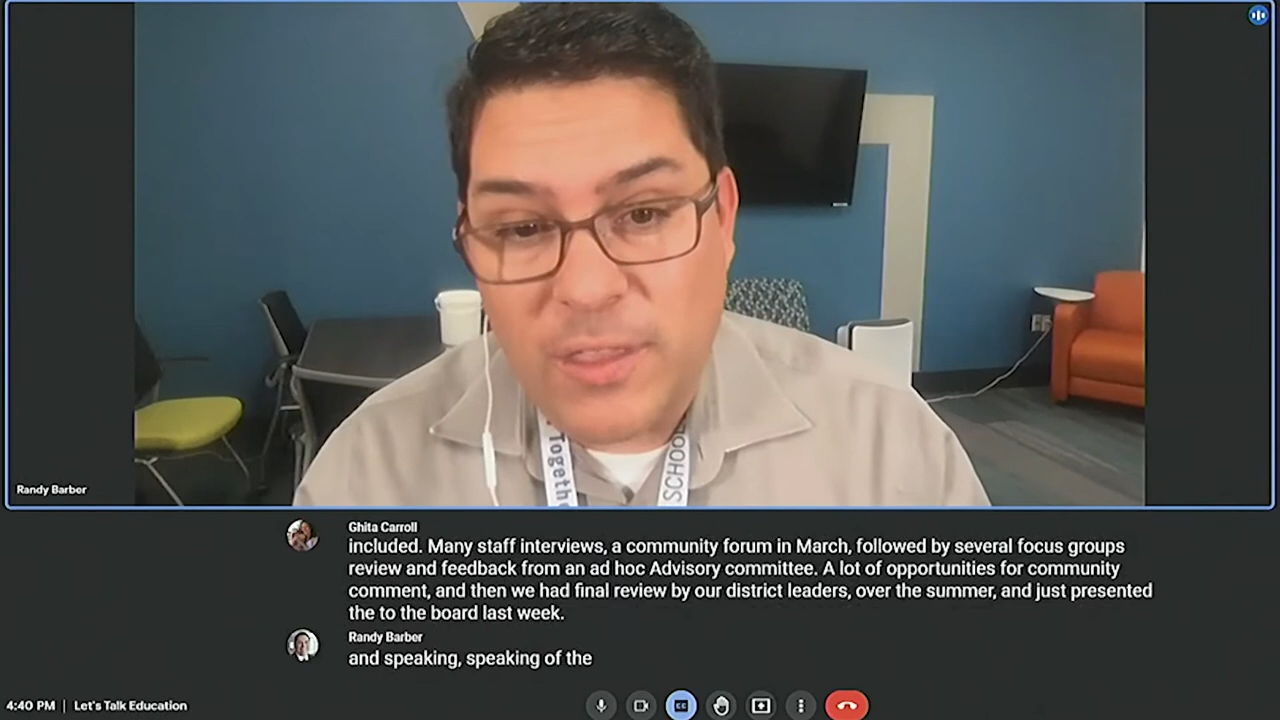 Togeth
SCHOOL
Randy Barber
Ghita Carroll
included. Many staff interviews, a community forum in March, followed by several focus groups
review and feedback from an ad hoc Advisory committee. A lot of opportunities for community
comment, and then we had final review by our district leaders, over the summer, and just presented
the to the board last week.
Randy Barber
and speaking, speaking of the
4:40 PM | Let's Talk Education